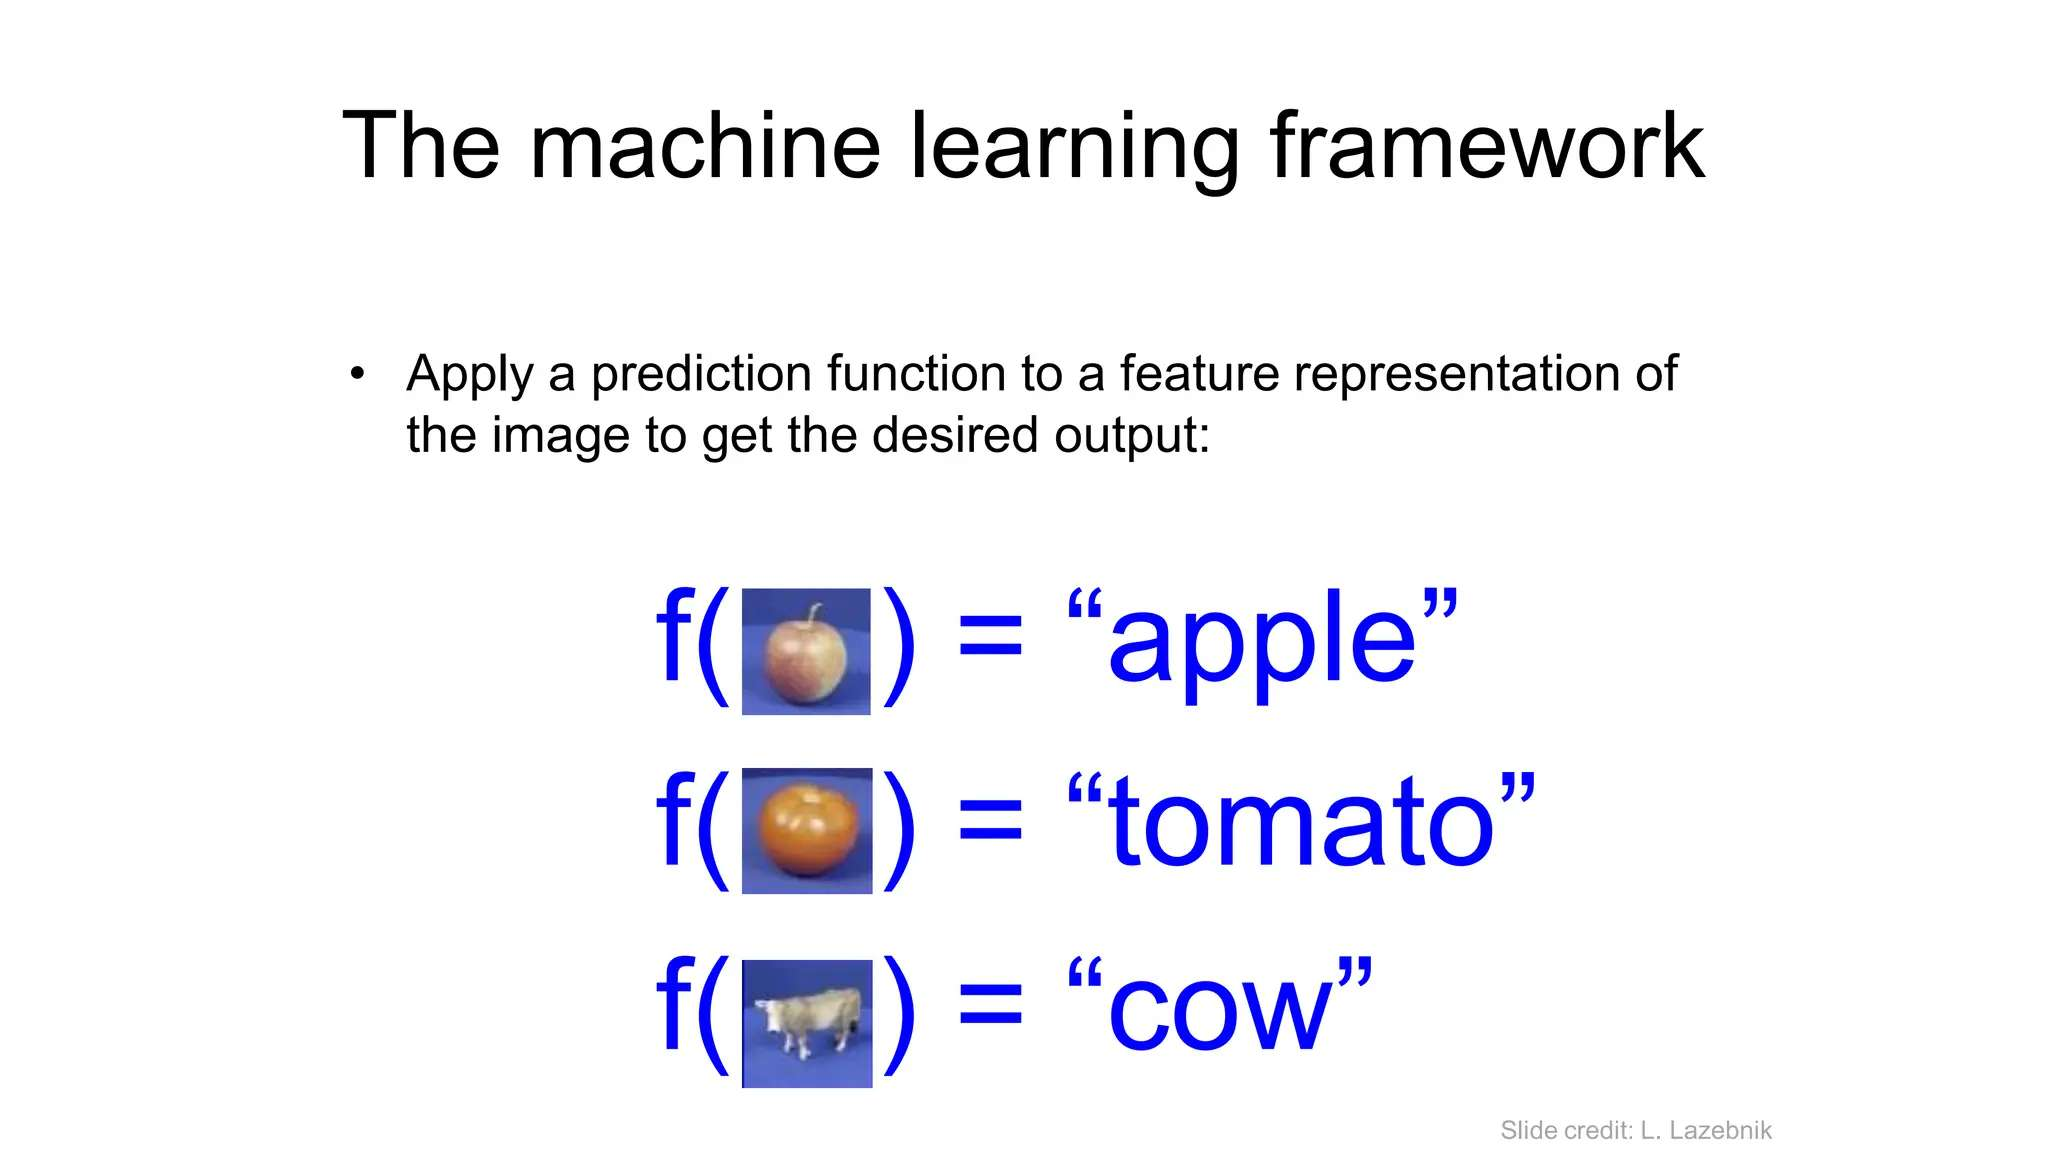 The machine learning framework
• Apply a prediction function to a feature representation of
the image to get the desired output:
f( ) = “apple”
f( ) = “tomato”
f( ) = “cow”
Slide credit: L. Lazebnik